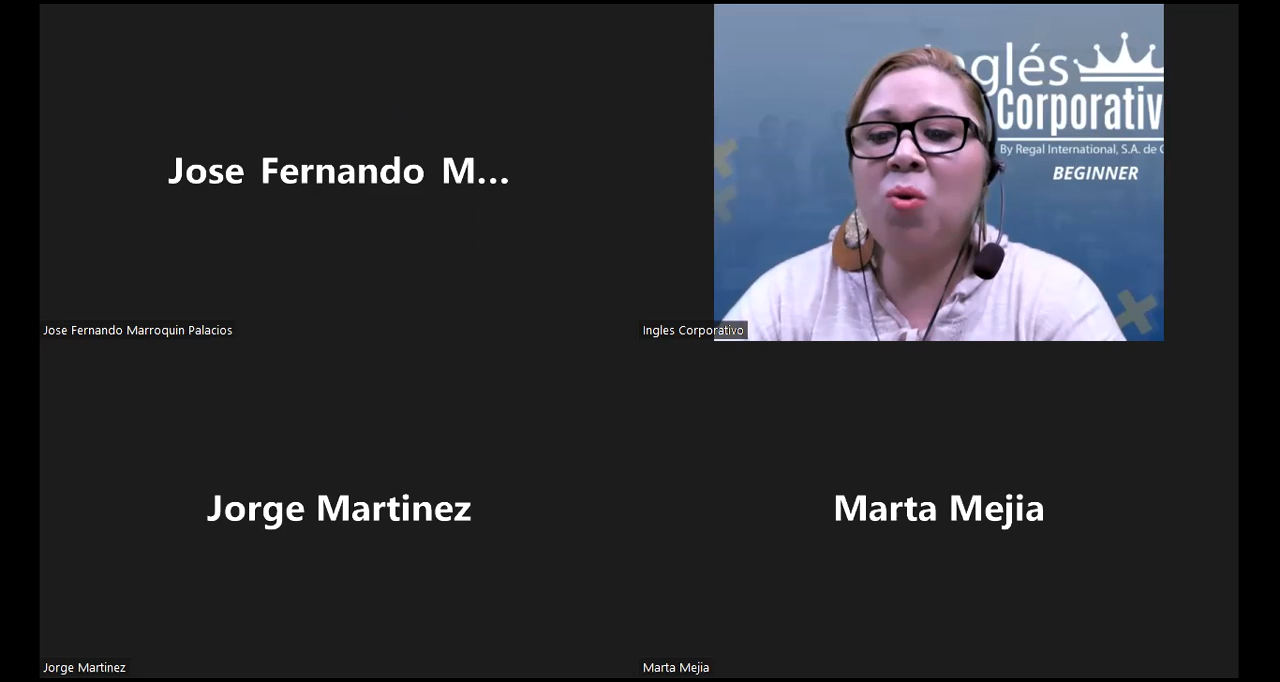 Jose Fernando M...
Jose Fernando Marroquin Palacios
Inglés
Corporativ
By Regal International, S.A. de C
BEGINNER
Ingles Corporativo
Jorge Martinez
Jorge Martinez
Marta Mejia
Marta Mejia